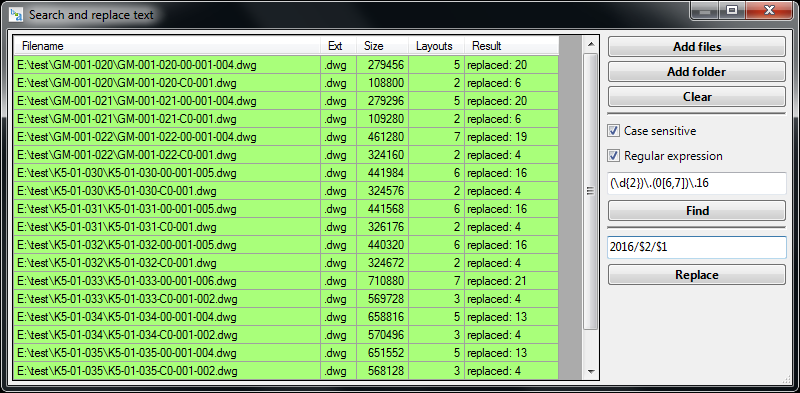 Search and replace text
Filename Ext Size Layouts Result
E:\test\GM-001-020\GM-001-020-00-001-004.dwg .dwg 279456 5 replaced: 20
E:\test\GM-001-020\GM-001-020-C0-001.dwg .dwg 108800 2 replaced: 6
E:\test\GM-001-021\GM-001-021-00-001-004.dwg .dwg 279296 5 replaced: 20
E:\test\GM-001-021\GM-001-021-C0-001.dwg .dwg 109280 2 replaced: 6
E:\test\GM-001-022\GM-001-022-00-001-004.dwg .dwg 461280 7 replaced: 19
E:\test\GM-001-022\GM-001-022-C0-001.dwg .dwg 324160 2 replaced: 4
E:\test\K5-01-030\K5-01-030-00-001-005.dwg .dwg 441984 6 replaced: 16
E:\test\K5-01-030\K5-01-030-C0-001.dwg .dwg 324576 2 replaced: 4
E:\test\K5-01-031\K5-01-031-00-001-005.dwg .dwg 441568 6 replaced: 16
E:\test\K5-01-031\K5-01-031-C0-001.dwg .dwg 326176 2 replaced: 4
E:\test\K5-01-032\K5-01-032-00-001-005.dwg .dwg 440320 6 replaced: 16
E:\test\K5-01-032\K5-01-032-C0-001.dwg .dwg 324672 2 replaced: 4
E:\test\K5-01-033\K5-01-033-00-001-006.dwg .dwg 710880 7 replaced: 21
E:\test\K5-01-033\K5-01-033-C0-001-002.dwg .dwg 569728 3 replaced: 4
E:\test\K5-01-034\K5-01-034-00-001-004.dwg .dwg 658816 5 replaced: 13
E:\test\K5-01-034\K5-01-034-C0-001-002.dwg .dwg 570496 3 replaced: 4
E:\test\K5-01-035\K5-01-035-00-001-004.dwg .dwg 651552 5 replaced: 13
E:\test\K5-01-035\K5-01-035-C0-001-002.dwg .dwg 568128 3 replaced: 4
Add files
Add folder
Clear
Case sensitive
Regular expression
(\d{2})\.(0[6,7])\.16
Find
2016/$2/$1
Replace